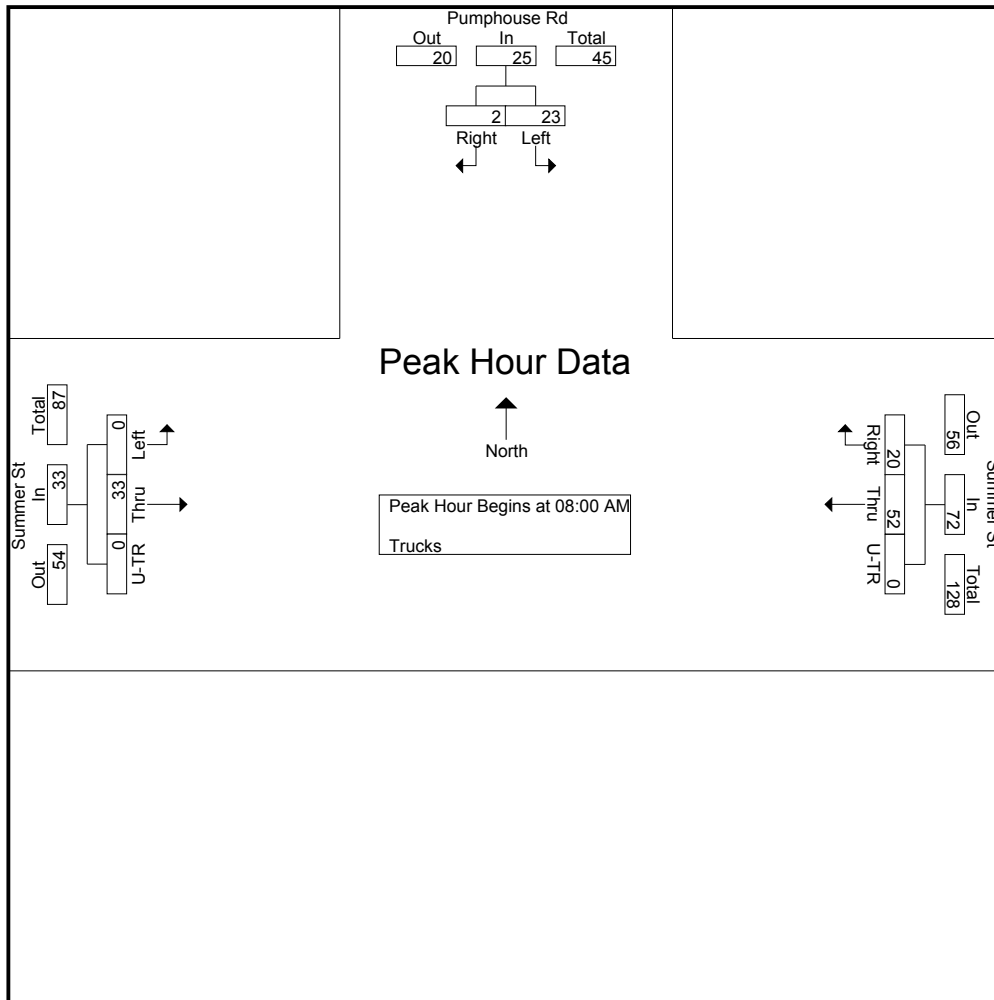 Pumphouse Rd
Out In Total
20 25 45
2 23
Right Left
Peak Hour Data
North
Peak Hour Begins at 08:00 AM
Trucks
Summer St
Total In Out
87 33 54
0 33 0
Left Thru U-TR
Summer St
Out In Total
56 72 128
20 52 0
Right Thru U-TR